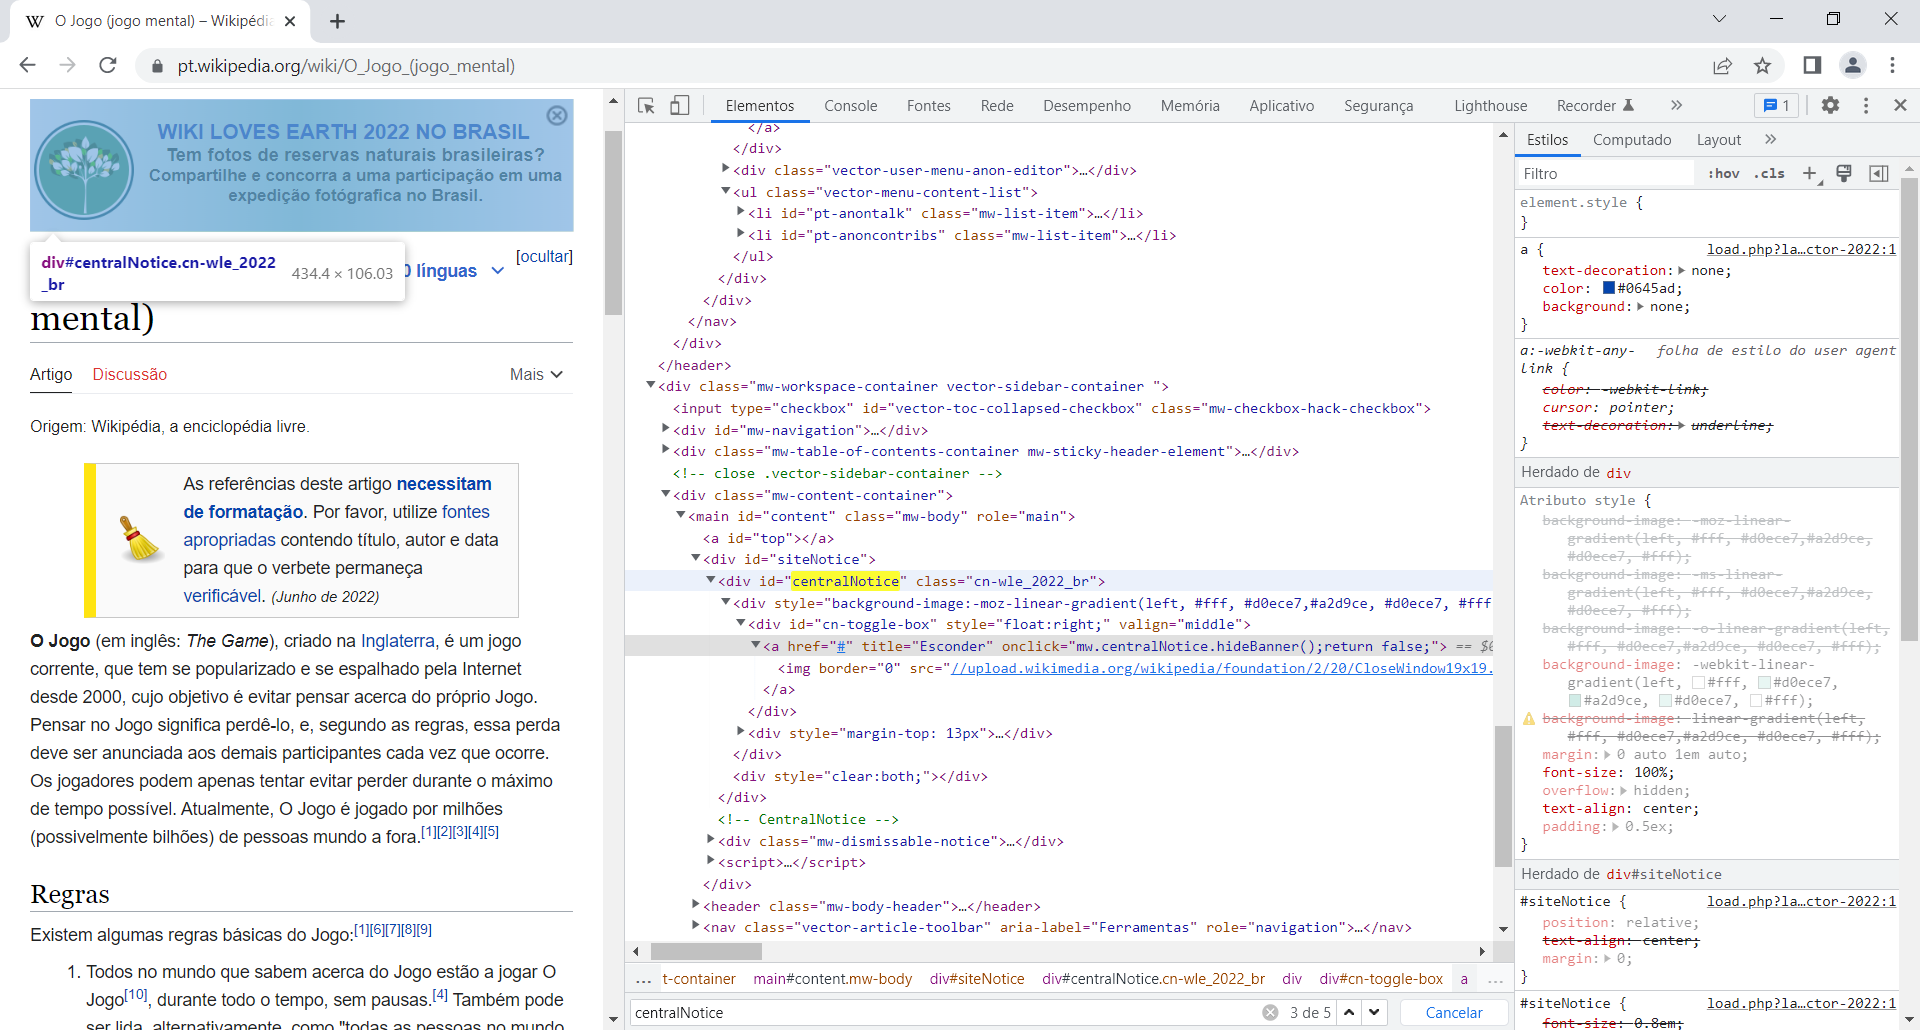 O Jogo (jogo mental) – Wikipédia
pt.wikipedia.org/wiki/O_Jogo_(jogo_mental)
WIKI LOVES EARTH 2022 NO BRASIL
Tem fotos de reservas naturais brasileiras?
Compartilhe e concorra a uma participação em uma
expedição fotógrafica no Brasil.
[ocultar]
div#centralNotice.cn-wle_2022
_br
434.4 × 106.03
0 línguas
mental)
Artigo
Discussão
Mais
Origem: Wikipédia, a enciclopédia livre.
As referências deste artigo necessitam
de formatação. Por favor, utilize fontes
apropriadas contendo título, autor e data
para que o verbete permaneça
verificável. (Junho de 2022)
O Jogo (em inglês: The Game), criado na Inglaterra, é um jogo
corrente, que tem se popularizado e se espalhado pela Internet
desde 2000, cujo objetivo é evitar pensar acerca do próprio Jogo.
Pensar no Jogo significa perdê-lo, e, segundo as regras, essa perda
deve ser anunciada aos demais participantes cada vez que ocorre.
Os jogadores podem apenas tentar evitar perder durante o máximo
de tempo possível. Atualmente, O Jogo é jogado por milhões
(possivelmente bilhões) de pessoas mundo a fora.[1][2][3][4][5]
Regras
Existem algumas regras básicas do Jogo:[1][6][7][8][9]
1. Todos no mundo que sabem acerca do Jogo estão a jogar O
Jogo[10], durante todo o tempo, sem pausas.[4] Também pode
ser lida, alternativamente, como "todas as pessoas no mundo
Elementos
Console
Fontes
Rede
Desempenho
Memória
Aplicativo
Segurança
Lighthouse
Recorder
1
</a>
</div>
<div class="vector-user-menu-anon-editor">…</div>
<ul class="vector-menu-content-list">
<li id="pt-anontalk" class="mw-list-item">…</li>
<li id="pt-anoncontribs" class="mw-list-item">…</li>
</ul>
</div>
</div>
</nav>
</div>
</header>
<div class="mw-workspace-container vector-sidebar-container ">
<input type="checkbox" id="vector-toc-collapsed-checkbox" class="mw-checkbox-hack-checkbox">
<div id="mw-navigation">…</div>
<div class="mw-table-of-contents-container mw-sticky-header-element">…</div>
<!-- close .vector-sidebar-container -->
<div class="mw-content-container">
<main id="content" class="mw-body" role="main">
<a id="top"></a>
<div id="siteNotice">
<div id="centralNotice" class="cn-wle_2022_br">
<div style="background-image:-moz-linear-gradient(left, #fff, #d0ece7,#a2d9ce, #d0ece7, #fff
<div id="cn-toggle-box" style="float:right;" valign="middle">
<a href="#" title="Esconder" onclick="mw.centralNotice.hideBanner();return false;"> == $0
<img border="0" src="//upload.wikimedia.org/wikipedia/foundation/2/20/CloseWindow19x19.
</a>
</div>
<div style="margin-top: 13px">…</div>
</div>
<div style="clear:both;"></div>
</div>
<!-- CentralNotice -->
<div class="mw-dismissable-notice">…</div>
<script>…</script>
</div>
<header class="mw-body-header">…</header>
<nav class="vector-article-toolbar" aria-label="Ferramentas" role="navigation">…</nav>
… t-container main#content.mw-body div#siteNotice div#centralNotice.cn-wle_2022_br div div#cn-toggle-box a …
centralNotice
3 de 5
Cancelar
Estilos
Computado
Layout
Filtro
:hov
.cls
element.style {
}
a {
load.php?la…ctor-2022:1
text-decoration: none;
color: #0645ad;
background: none;
}
a:-webkit-any-
link {
folha de estilo do user agent
color: -webkit-link;
cursor: pointer;
text-decoration: underline;
}
Herdado de div
Atributo style {
background-image: -moz-linear-
gradient(left, #fff, #d0ece7,#a2d9ce,
#d0ece7, #fff);
background-image: -ms-linear-
gradient(left, #fff, #d0ece7,#a2d9ce,
#d0ece7, #fff);
background-image: -o-linear-gradient(left,
#fff, #d0ece7,#a2d9ce, #d0ece7, #fff);
background-image: -webkit-linear-
gradient(left, #fff, #d0ece7,
#a2d9ce, #d0ece7, #fff);
background-image: linear-gradient(left,
#fff, #d0ece7,#a2d9ce, #d0ece7, #fff);
margin: 0 auto 1em auto;
font-size: 100%;
overflow: hidden;
text-align: center;
padding: 0.5ex;
}
Herdado de div#siteNotice
#siteNotice {
load.php?la…ctor-2022:1
position: relative;
text-align: center;
margin: 0;
}
#siteNotice {
load.php?la…ctor-2022:1
font-size: 0.8em;